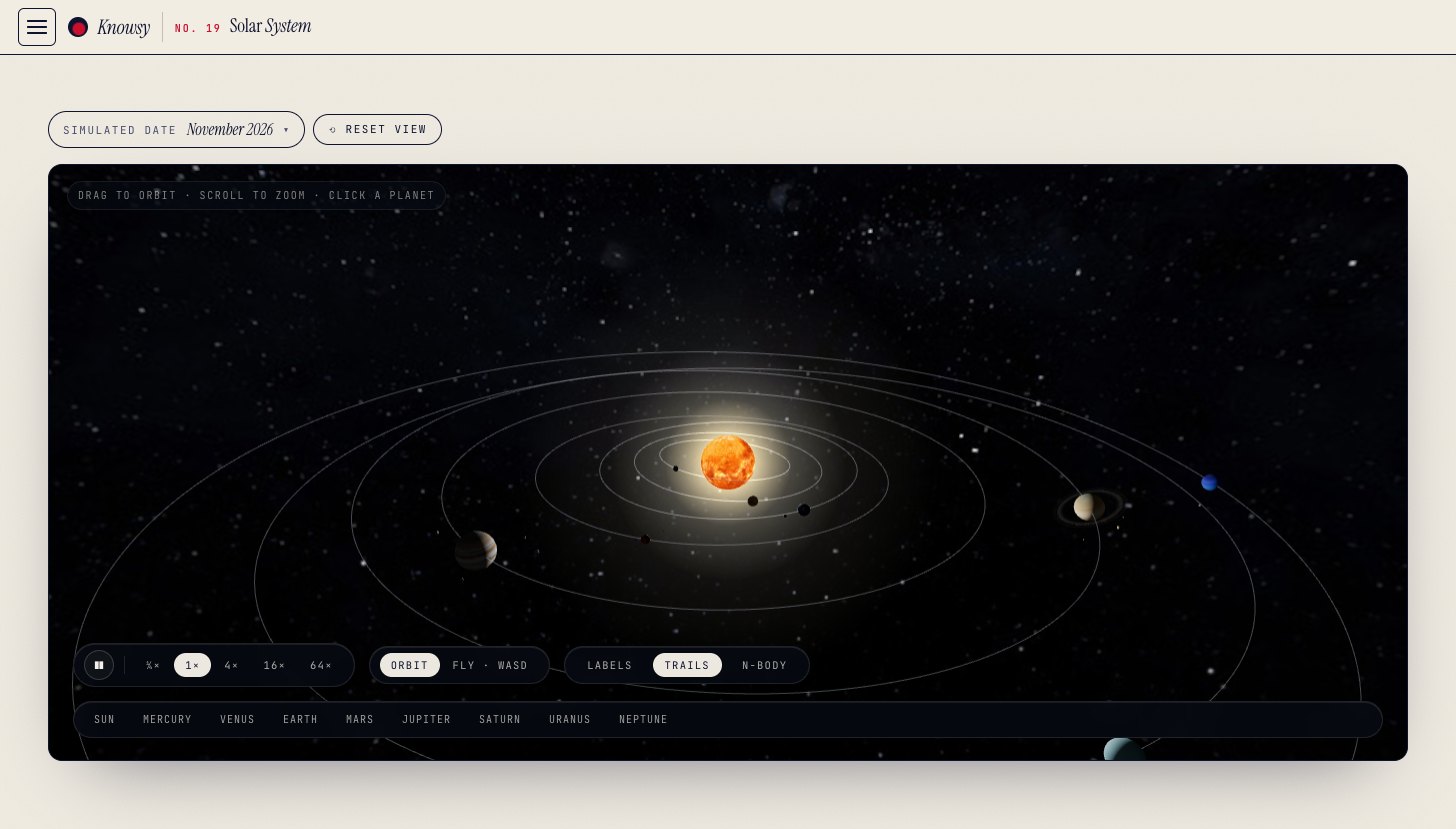 Knowsy NO. 19 Solar System
SIMULATED DATE November 2026 ▾ ⟲ RESET VIEW
DRAG TO ORBIT · SCROLL TO ZOOM · CLICK A PLANET
1× 4× 16× 64× ORBIT FLY · WASD LABELS TRAILS N-BODY
SUN MERCURY VENUS EARTH MARS JUPITER SATURN URANUS NEPTUNE